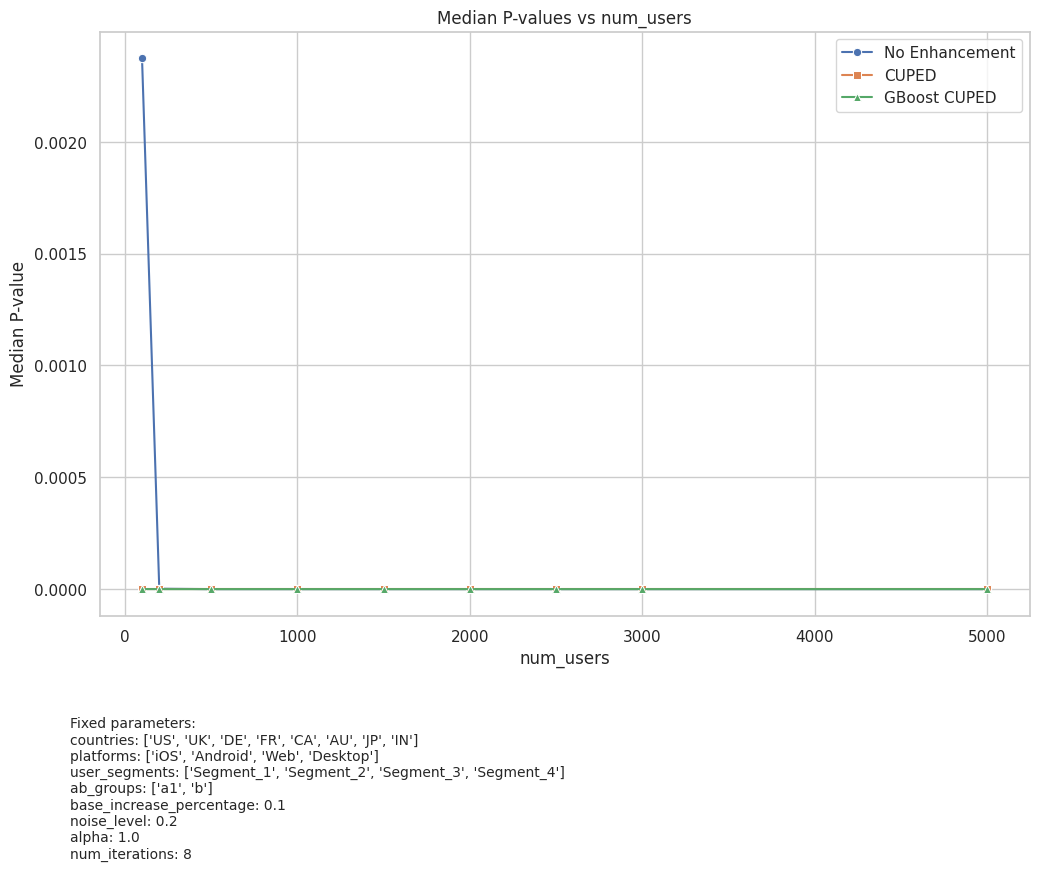 Median P-values vs num_users
No Enhancement
CUPED
GBoost CUPED
Median P-value
0.0020
0.0015
0.0010
0.0005
0.0000
0 1000 2000 3000 4000 5000
num_users
Fixed parameters:
countries: ['US', 'UK', 'DE', 'FR', 'CA', 'AU', 'JP', 'IN']
platforms: ['iOS', 'Android', 'Web', 'Desktop']
user_segments: ['Segment_1', 'Segment_2', 'Segment_3', 'Segment_4']
ab_groups: ['a1', 'b']
base_increase_percentage: 0.1
noise_level: 0.2
alpha: 1.0
num_iterations: 8